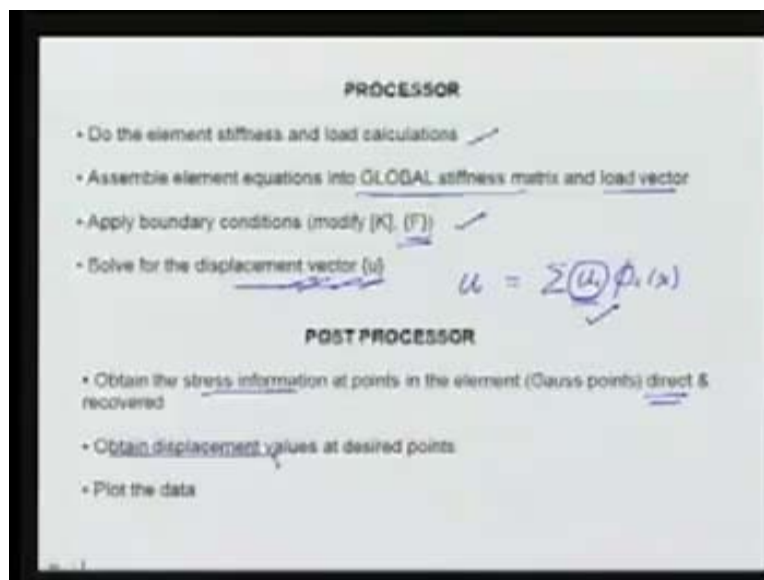 PROCESSOR
• Do the element stiffness and load calculations
• Assemble element equations into GLOBAL stiffness matrix and load vector
• Apply boundary conditions (modify [K], {F})
• Solve for the displacement vector {u}
u = Σ u_i φ_i (x)
POST PROCESSOR
• Obtain the stress information at points in the element (Gauss points) direct &
recovered
• Obtain displacement values at desired points
• Plot the data